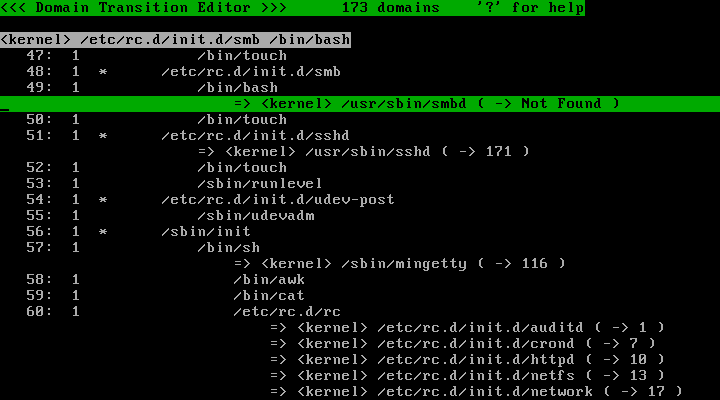 <<< Domain Transition Editor >>>      173 domains    '?' for help
<kernel> /etc/rc.d/init.d/smb /bin/bash
47:  1             /bin/touch
48:  1  *      /etc/rc.d/init.d/smb
49:  1             /bin/bash
=> <kernel> /usr/sbin/smbd ( -> Not Found )
50:  1             /bin/touch
51:  1  *      /etc/rc.d/init.d/sshd
=> <kernel> /usr/sbin/sshd ( -> 171 )
52:  1             /bin/touch
53:  1             /sbin/runlevel
54:  1  *      /etc/rc.d/init.d/udev-post
55:  1             /sbin/udevadm
56:  1  *      /sbin/init
57:  1             /bin/sh
=> <kernel> /sbin/mingetty ( -> 116 )
58:  1                 /bin/awk
59:  1                 /bin/cat
60:  1                 /etc/rc.d/rc
=> <kernel> /etc/rc.d/init.d/auditd ( -> 1 )
=> <kernel> /etc/rc.d/init.d/crond ( -> 7 )
=> <kernel> /etc/rc.d/init.d/httpd ( -> 10 )
=> <kernel> /etc/rc.d/init.d/netfs ( -> 13 )
=> <kernel> /etc/rc.d/init.d/network ( -> 17 )